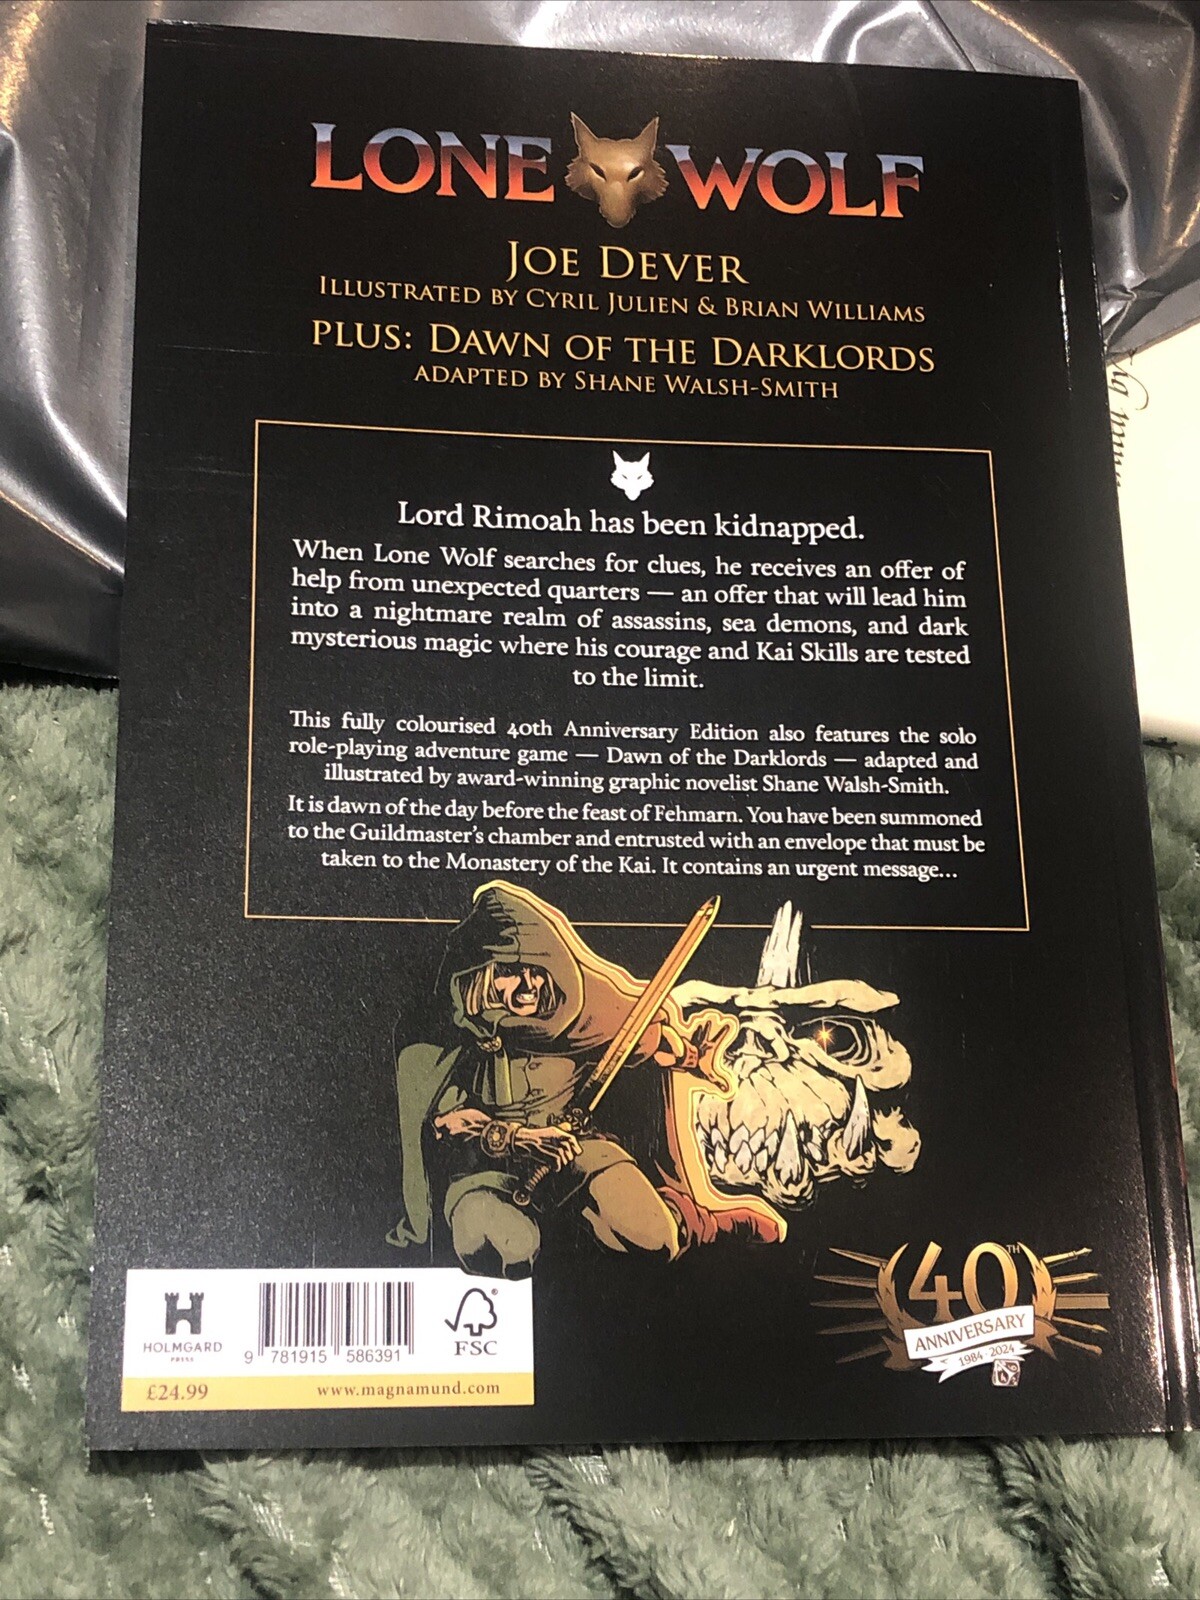 LONE WOLF
JOE DEVER
ILLUSTRATED BY CYRIL JULIEN & BRIAN WILLIAMS
PLUS: DAWN OF THE DARKLORDS
ADAPTED BY SHANE WALSH-SMITH
Lord Rimoah has been kidnapped.
When Lone Wolf searches for clues, he receives an offer of
help from unexpected quarters — an offer that will lead him
into a nightmare realm of assassins, sea demons, and dark
mysterious magic where his courage and Kai Skills are tested
to the limit.
This fully colourised 40th Anniversary Edition also features the solo
role-playing adventure game — Dawn of the Darklords — adapted and
illustrated by award-winning graphic novelist Shane Walsh-Smith.
It is dawn of the day before the feast of Fehmarn. You have been summoned
to the Guildmaster's chamber and entrusted with an envelope that must be
taken to the Monastery of the Kai. It contains an urgent message...
40TH
ANNIVERSARY
1984-2024
HOLMGARD
PRESS
9 781915 586391
®
FSC
£24.99
www.magnamund.com